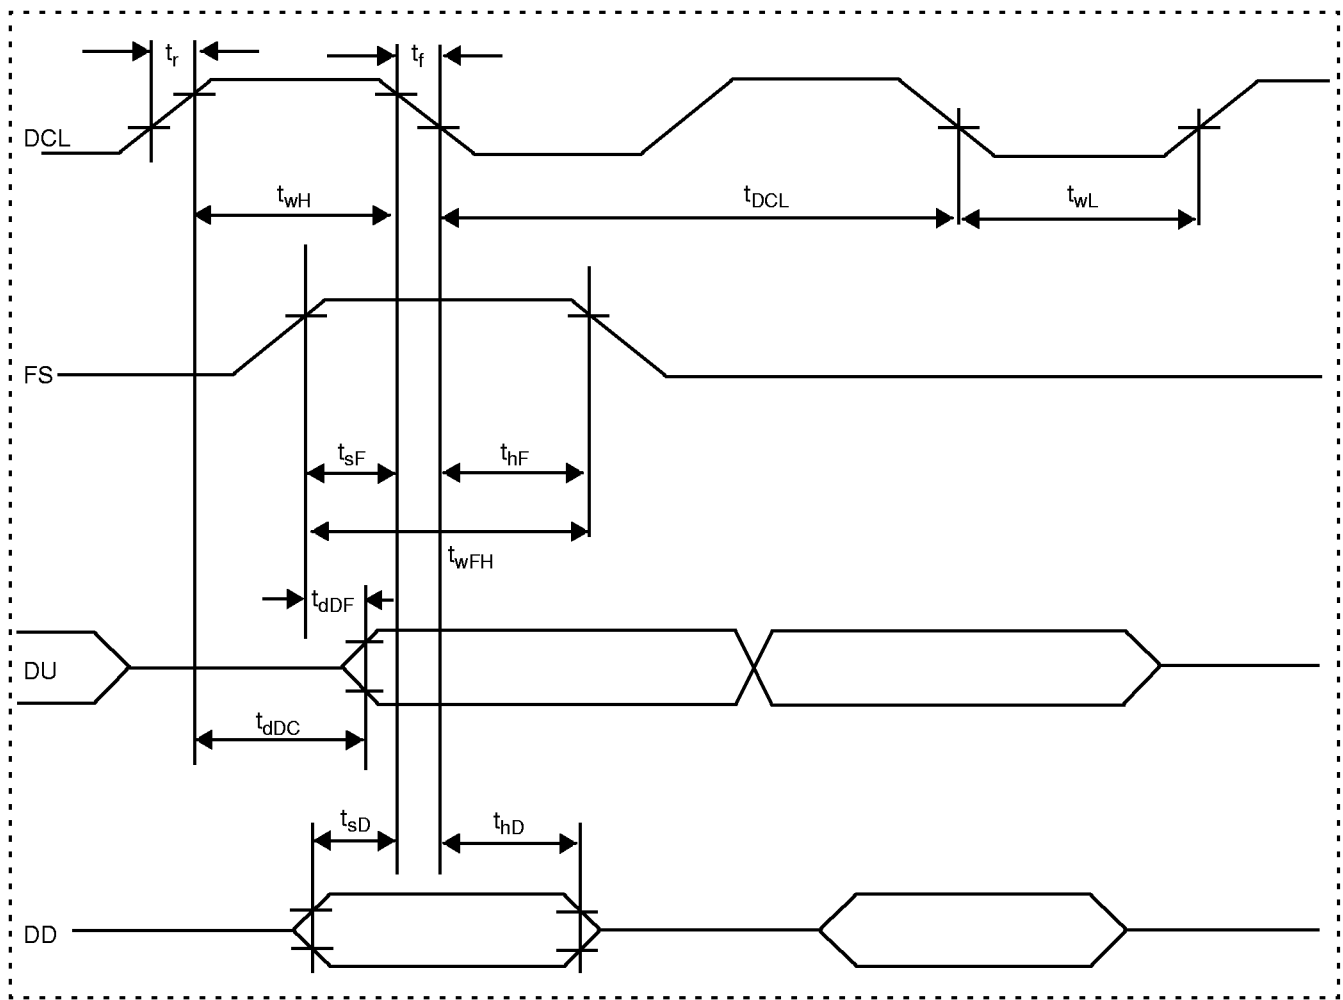 tr
tf
DCL
twH
tDCL
twL
FS
tsF
thF
twFH
tdDF
DU
tdDC
tsD
thD
DD